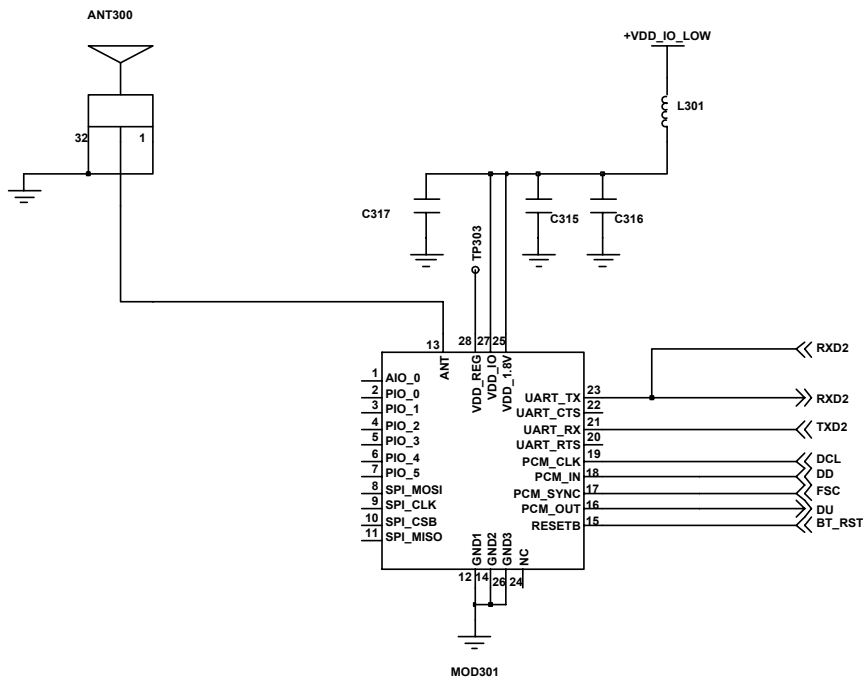 ANT300
+VDD_IO_LOW
L301
32 1
C317
C315
C316
TP303
13 28 27 25
ANT
VDD_REG
VDD_IO
VDD_1.8V
1 AIO_0
2 PIO_0
3 PIO_1
4 PIO_2
5 PIO_3
6 PIO_4
7 PIO_5
8 SPI_MOSI
9 SPI_CLK
10 SPI_CSB
11 SPI_MISO
RXD2
UART_TX 23 RXD2
UART_CTS 22
UART_RX 21 TXD2
UART_RTS 20
PCM_CLK 19 DCL
PCM_IN 18 DD
PCM_SYNC 17 FSC
PCM_OUT 16 DU
RESETB 15 BT_RST
GND1
GND2
GND3
NC
12 14 26 24
MOD301